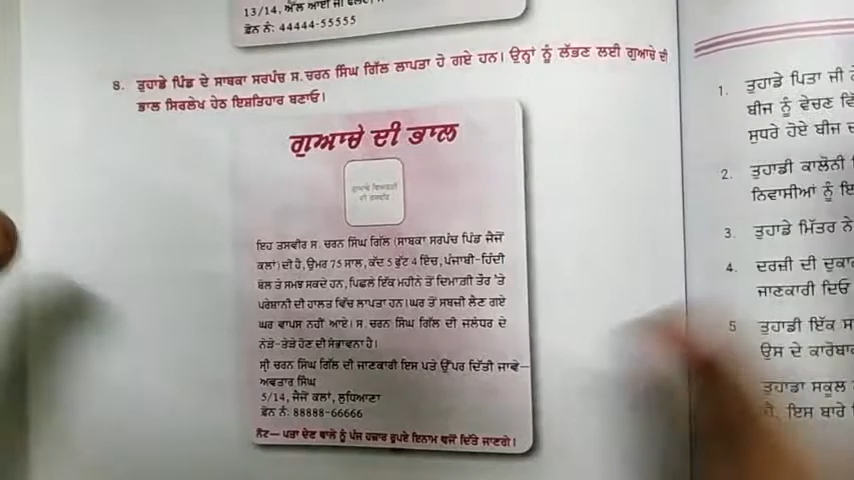 13/14, ਐੱਲ ਆਈ ਜੀ
ਫ਼ੋਨ ਨੰ: 44444-55555
8. ਤੁਹਾਡੇ ਪਿੰਡ ਦੇ ਸਾਬਕਾ ਸਰਪੰਚ ਸ. ਚਰਨ ਸਿੰਘ ਗਿੱਲ ਲਾਪਤਾ ਹੋ ਗਏ ਹਨ। ਉਨ੍ਹਾਂ ਨੂੰ ਲੱਭਣ ਲਈ ਗੁਆਚੇ ਦੀ
ਭਾਲ ਸਿਰਲੇਖ ਹੇਠ ਇਸ਼ਤਿਹਾਰ ਬਣਾਓ।
ਗੁਆਚੇ ਦੀ ਭਾਲ
ਗੁਆਚੇ ਵਿਅਕਤੀ
ਦੀ ਤਸਵੀਰ
ਇਹ ਤਸਵੀਰ ਸ. ਚਰਨ ਸਿੰਘ ਗਿੱਲ (ਸਾਬਕਾ ਸਰਪੰਚ ਪਿੰਡ ਜੈਜੋਂ
ਕਲਾਂ) ਦੀ ਹੈ, ਉਮਰ 75 ਸਾਲ, ਕੱਦ 5 ਫੁੱਟ 4 ਇੰਚ, ਪੰਜਾਬੀ-ਹਿੰਦੀ
ਬੋਲ ਤੇ ਸਮਝ ਸਕਦੇ ਹਨ, ਪਿਛਲੇ ਇੱਕ ਮਹੀਨੇ ਤੋਂ ਦਿਮਾਗ਼ੀ ਤੌਰ 'ਤੇ
ਪਰੇਸ਼ਾਨੀ ਦੀ ਹਾਲਤ ਵਿੱਚ ਲਾਪਤਾ ਹਨ। ਘਰ ਤੋਂ ਸਬਜ਼ੀ ਲੈਣ ਗਏ
ਘਰ ਵਾਪਸ ਨਹੀਂ ਆਏ। ਸ. ਚਰਨ ਸਿੰਘ ਗਿੱਲ ਦੀ ਜਲੰਧਰ ਦੇ
ਨੇੜੇ-ਤੇੜੇ ਹੋਣ ਦੀ ਸੰਭਾਵਨਾ ਹੈ।
ਸ੍ਰੀ ਚਰਨ ਸਿੰਘ ਗਿੱਲ ਦੀ ਜਾਣਕਾਰੀ ਇਸ ਪਤੇ ਉੱਪਰ ਦਿੱਤੀ ਜਾਵੇ—
ਅਵਤਾਰ ਸਿੰਘ
5/14, ਜੈਜੋਂ ਕਲਾਂ, ਲੁਧਿਆਣਾ
ਫ਼ੋਨ ਨੰ: 88888-66666
ਨੋਟ— ਪਤਾ ਦੇਣ ਵਾਲੇ ਨੂੰ ਪੰਜ ਹਜ਼ਾਰ ਰੁਪਏ ਇਨਾਮ ਵਜੋਂ ਦਿੱਤੇ ਜਾਣਗੇ।
1. ਤੁਹਾਡੇ ਪਿਤਾ ਜੀ
ਬੀਜ ਨੂੰ ਵੇਚਣ
ਸੁਧਰੇ ਹੋਏ ਬੀਜ
2. ਤੁਹਾਡੀ ਕਾਲੋਨੀ
ਨਿਵਾਸੀਆਂ ਨੂੰ
3. ਤੁਹਾਡੇ ਮਿੱਤਰ ਨੇ
4. ਦਰਜ਼ੀ ਦੀ ਦੁਕਾਨ
ਜਾਣਕਾਰੀ ਦਿਓ
5 ਤੁਹਾਡੀ ਇੱਕ
ਉਸ ਦੇ ਕਾਰੋਬਾਰ
ਤੁਹਾਡਾ ਸਕੂਲ
ਹੈ, ਇਸ ਬਾਰੇ